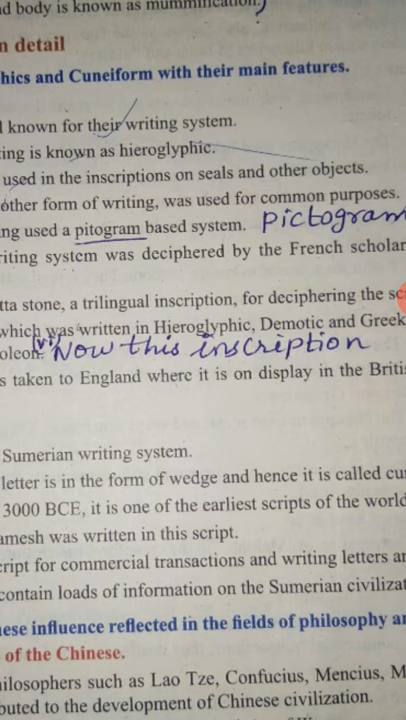 d body is known as mummification.)
n detail
hics and Cuneiform with their main features.
l known for their writing system.
ing is known as hieroglyphic.
used in the inscriptions on seals and other objects.
other form of writing, was used for common purposes.
ng used a pitogram based system. Pictogram
riting system was deciphered by the French scholar
tta stone, a trilingual inscription, for deciphering the sc
which was written in Hieroglyphic, Demotic and Greek
oleon. (vi) Now this inscription
s taken to England where it is on display in the Briti
Sumerian writing system.
letter is in the form of wedge and hence it is called cu
3000 BCE, it is one of the earliest scripts of the world
amesh was written in this script.
cript for commercial transactions and writing letters an
contain loads of information on the Sumerian civilizat
nese influence reflected in the fields of philosophy an
of the Chinese.
hilosophers such as Lao Tze, Confucius, Mencius, M
buted to the development of Chinese civilization.